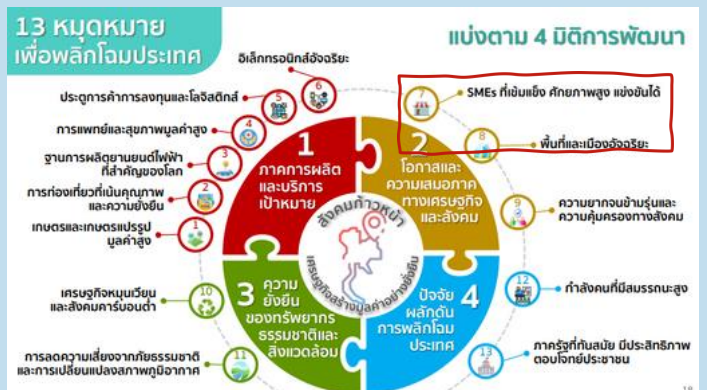 13 หมุดหมาย
เพื่อพลิกโฉมประเทศ
แบ่งตาม 4 มิติการพัฒนา
อิเล็กทรอนิกส์อัจฉริยะ
6
ประตูการค้าการลงทุนและโลจิสติกส์
5
การแพทย์และสุขภาพมูลค่าสูง
4
ฐานการผลิตยานยนต์ไฟฟ้า
ที่สำคัญของโลก
3
การท่องเที่ยวที่เน้นคุณภาพ
และความยั่งยืน
2
เกษตรและเกษตรแปรรูป
มูลค่าสูง
1
1
ภาคการผลิต
และบริการ
เป้าหมาย
7
SMEs ที่เข้มแข็ง ศักยภาพสูง แข่งขันได้
8
พื้นที่และเมืองอัจฉริยะ
9
ความยากจนข้ามรุ่นและ
ความคุ้มครองทางสังคม
2
โอกาสและ
ความเสมอภาค
ทางเศรษฐกิจ
และสังคม
สังคมก้าวหน้า
เศรษฐกิจสร้างมูลค่าอย่างยั่งยืน
10
เศรษฐกิจหมุนเวียน
และสังคมคาร์บอนต่ำ
11
การลดความเสี่ยงจากภัยธรรมชาติ
และการเปลี่ยนแปลงสภาพภูมิอากาศ
3 ความ
ยั่งยืน
ของทรัพยากร
ธรรมชาติและ
สิ่งแวดล้อม
ปัจจัย 4
ผลักดัน
การพลิกโฉม
ประเทศ
12
กำลังคนที่มีสมรรถนะสูง
13
ภาครัฐที่ทันสมัย มีประสิทธิภาพ
ตอบโจทย์ประชาชน
18